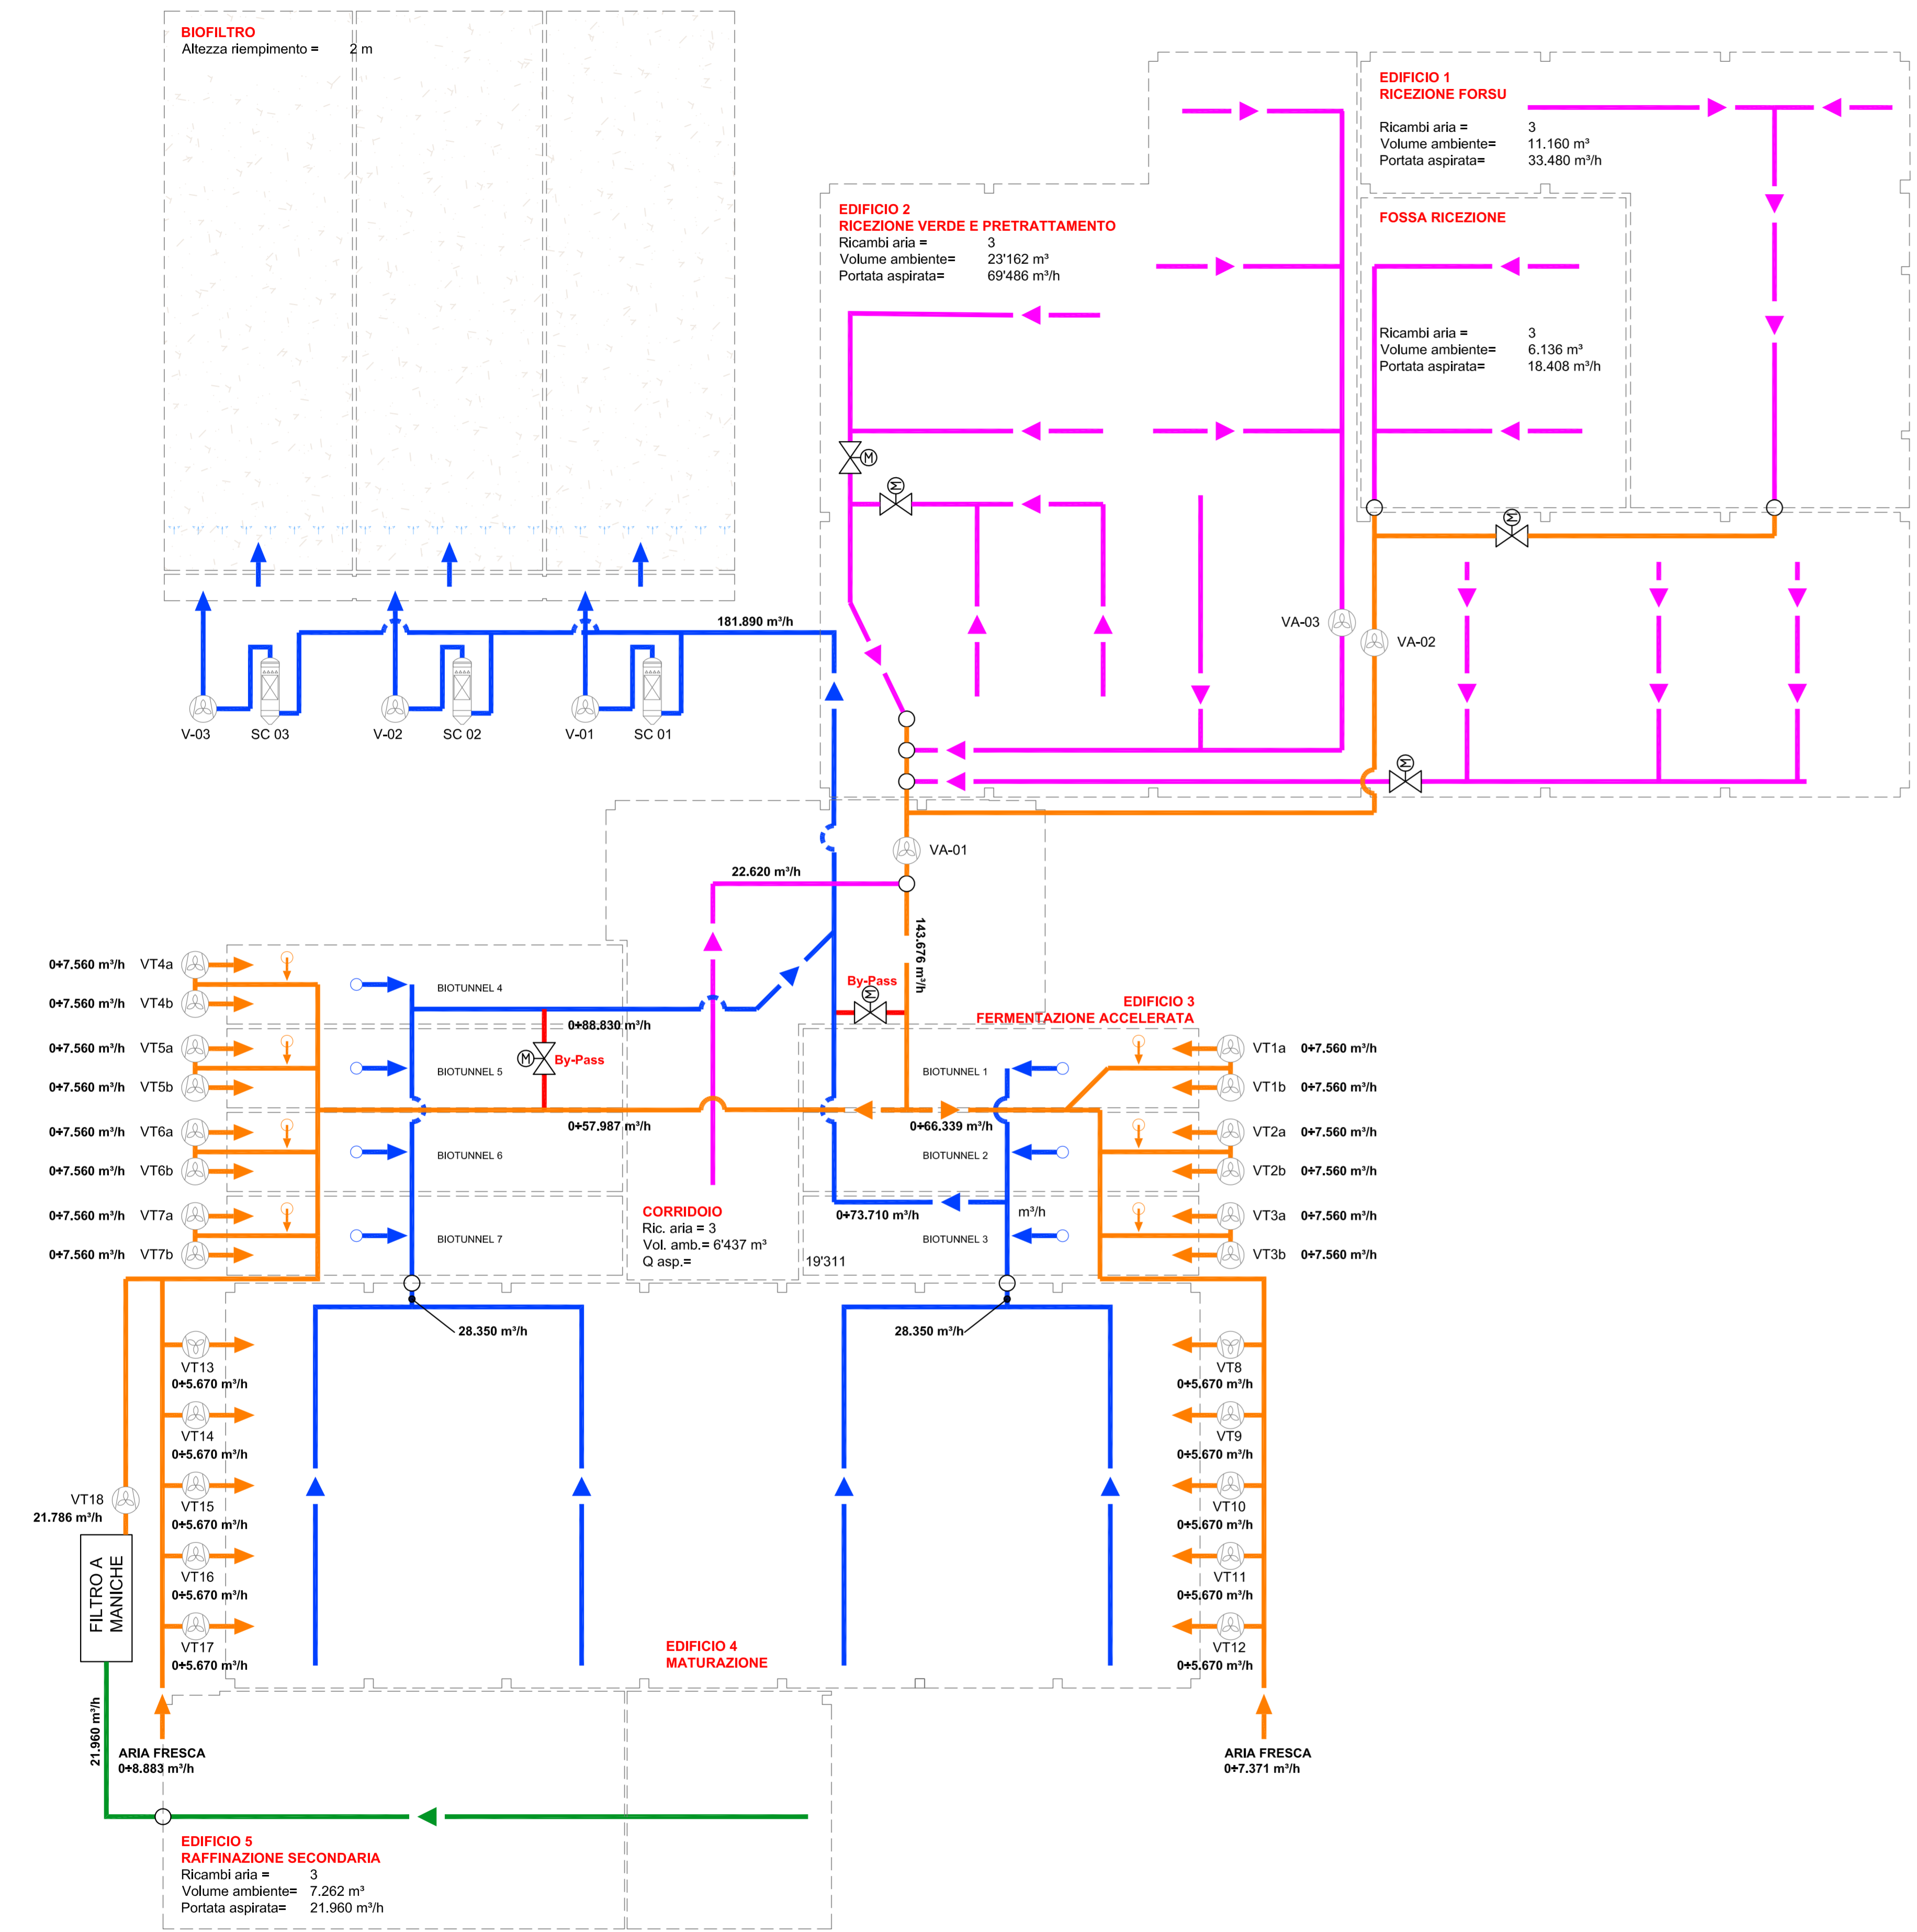 BIOFILTRO
Altezza riempimento = 2 m
EDIFICIO 1
RICEZIONE FORSU
Ricambi aria = 3
Volume ambiente= 11.160 m³
Portata aspirata= 33.480 m³/h
EDIFICIO 2
RICEZIONE VERDE E PRETRATTAMENTO
Ricambi aria = 3
Volume ambiente= 23'162 m³
Portata aspirata= 69'486 m³/h
FOSSA RICEZIONE
Ricambi aria = 3
Volume ambiente= 6.136 m³
Portata aspirata= 18.408 m³/h
M
M
M
181.890 m³/h
VA-03
VA-02
V-03
SC 03
V-02
SC 02
V-01
SC 01
M
VA-01
22.620 m³/h
143.676 m³/h
0÷7.560 m³/h VT4a
0÷7.560 m³/h VT4b
BIOTUNNEL 4
0÷88.830 m³/h
By-Pass
M
EDIFICIO 3
FERMENTAZIONE ACCELERATA
0÷7.560 m³/h VT5a
0÷7.560 m³/h VT5b
BIOTUNNEL 5
M
By-Pass
BIOTUNNEL 1
VT1a 0÷7.560 m³/h
VT1b 0÷7.560 m³/h
0÷57.987 m³/h
0÷66.339 m³/h
0÷7.560 m³/h VT6a
0÷7.560 m³/h VT6b
BIOTUNNEL 6
BIOTUNNEL 2
VT2a 0÷7.560 m³/h
VT2b 0÷7.560 m³/h
0÷7.560 m³/h VT7a
0÷7.560 m³/h VT7b
BIOTUNNEL 7
CORRIDOIO
Ric. aria = 3
Vol. amb.= 6'437 m³
Q asp.=
19'311
m³/h
0÷73.710 m³/h
BIOTUNNEL 3
VT3a 0÷7.560 m³/h
VT3b 0÷7.560 m³/h
28.350 m³/h
28.350 m³/h
VT13
0÷5.670 m³/h
VT14
0÷5.670 m³/h
VT15
0÷5.670 m³/h
VT16
0÷5.670 m³/h
VT17
0÷5.670 m³/h
VT8
0÷5.670 m³/h
VT9
0÷5.670 m³/h
VT10
0÷5.670 m³/h
VT11
0÷5.670 m³/h
VT12
0÷5.670 m³/h
VT18
21.786 m³/h
FILTRO A
MANICHE
EDIFICIO 4
MATURAZIONE
21.960 m³/h
ARIA FRESCA
0÷8.883 m³/h
ARIA FRESCA
0÷7.371 m³/h
EDIFICIO 5
RAFFINAZIONE SECONDARIA
Ricambi aria = 3
Volume ambiente= 7.262 m³
Portata aspirata= 21.960 m³/h